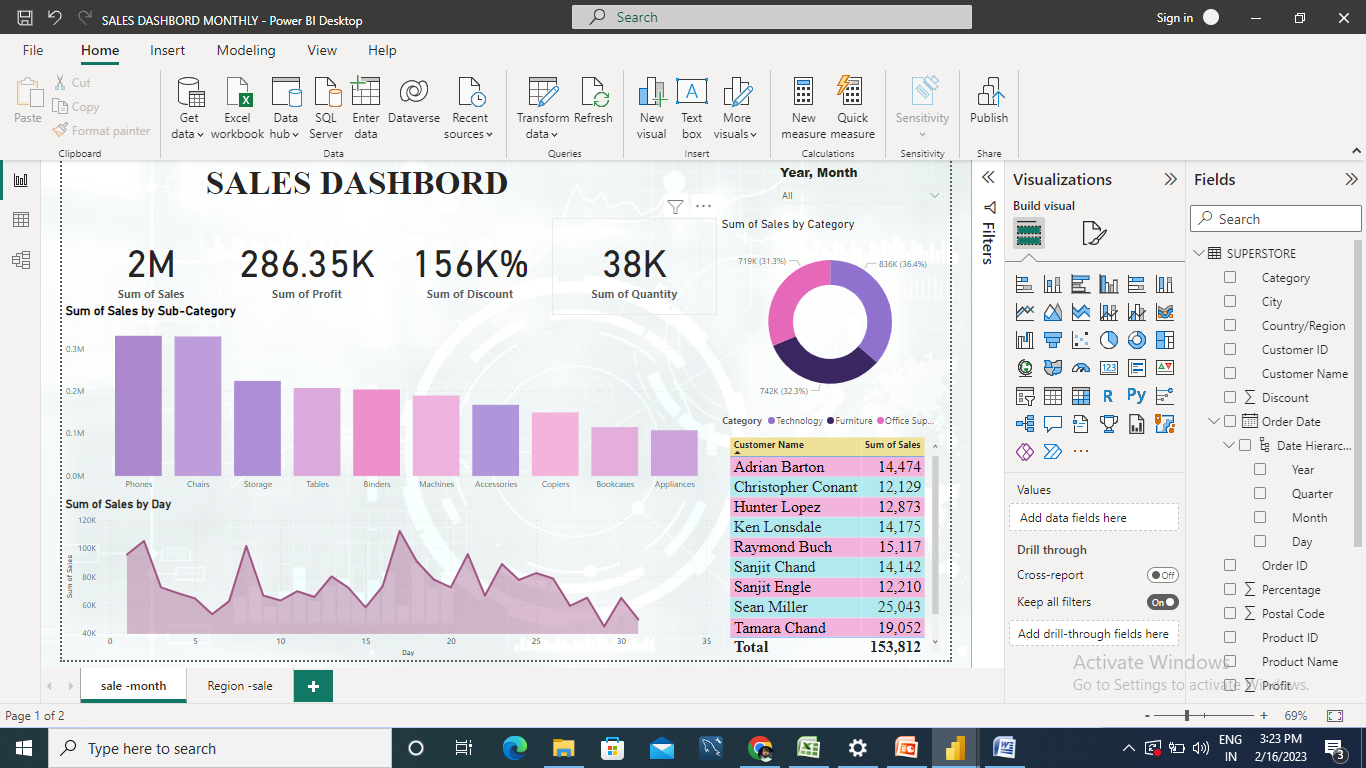 SALES DASHBORD MONTHLY - Power BI Desktop
Search
Sign in
File Home Insert Modeling View Help
Paste
Cut
Copy
Format painter
Clipboard
Get data
Excel workbook
Data hub
SQL Server
Enter data
Dataverse
Recent sources
Data
Transform data
Refresh
Queries
New visual
Text box
More visuals
Insert
New measure
Quick measure
Calculations
Sensitivity
Sensitivity
Publish
Share
SALES DASHBORD
Year, Month
All
2M
Sum of Sales
286.35K
Sum of Profit
156K%
Sum of Discount
38K
Sum of Quantity
Sum of Sales by Category
719K (31.3%)
836K (36.4%)
742K (32.3%)
Category Technology Furniture Office Sup...
Sum of Sales by Sub-Category
0.3M
0.2M
0.1M
0.0M
Phones Chairs Storage Tables Binders Machines Accessories Copiers Bookcases Appliances
Sum of Sales by Day
Sum of Sales
120K
100K
80K
60K
40K
0 5 10 15 20 25 30 35
Day
Customer Name Sum of Sales
Adrian Barton 14,474
Christopher Conant 12,129
Hunter Lopez 12,873
Ken Lonsdale 14,175
Raymond Buch 15,117
Sanjit Chand 14,142
Sanjit Engle 12,210
Sean Miller 25,043
Tamara Chand 19,052
Total 153,812
Filters
Visualizations
Build visual
123
R
Py
Values
Add data fields here
Drill through
Cross-report Off
Keep all filters On
Add drill-through fields here
Fields
Search
SUPERSTORE
Category
City
Country/Region
Customer ID
Customer Name
Discount
Order Date
Date Hierarc...
Year
Quarter
Month
Day
Order ID
Percentage
Postal Code
Product ID
Product Name
Profit
Activate Windows
Go to Settings to activate Windows.
sale -month
Region -sale
Page 1 of 2
69%
Type here to search
ENG
IN
3:23 PM
2/16/2023
3